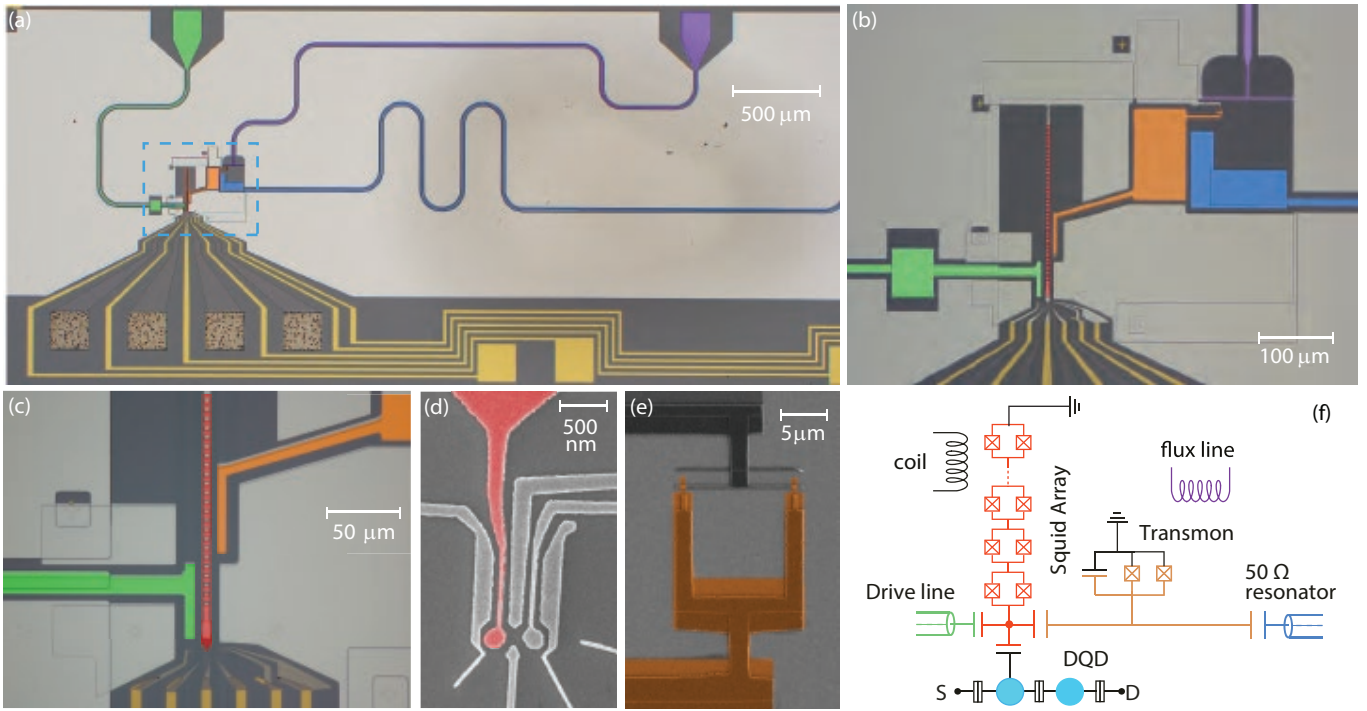 (a)
500 μm
(b)
100 μm
(c)
50 μm
(d)
500
nm
(e)
5μm
(f)
coil
Squid Array
flux line
Transmon
Drive line
50 Ω
resonator
DQD
S
D